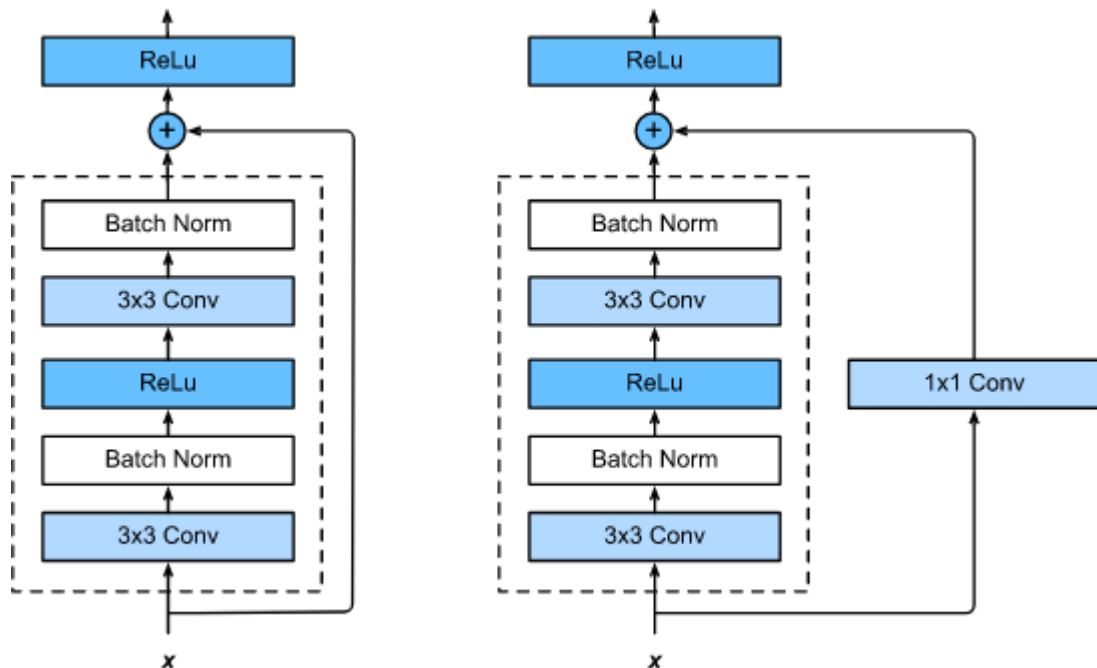 ReLu
+
Batch Norm
3x3 Conv
ReLu
Batch Norm
3x3 Conv
x
ReLu
+
Batch Norm
3x3 Conv
ReLu
1x1 Conv
Batch Norm
3x3 Conv
x